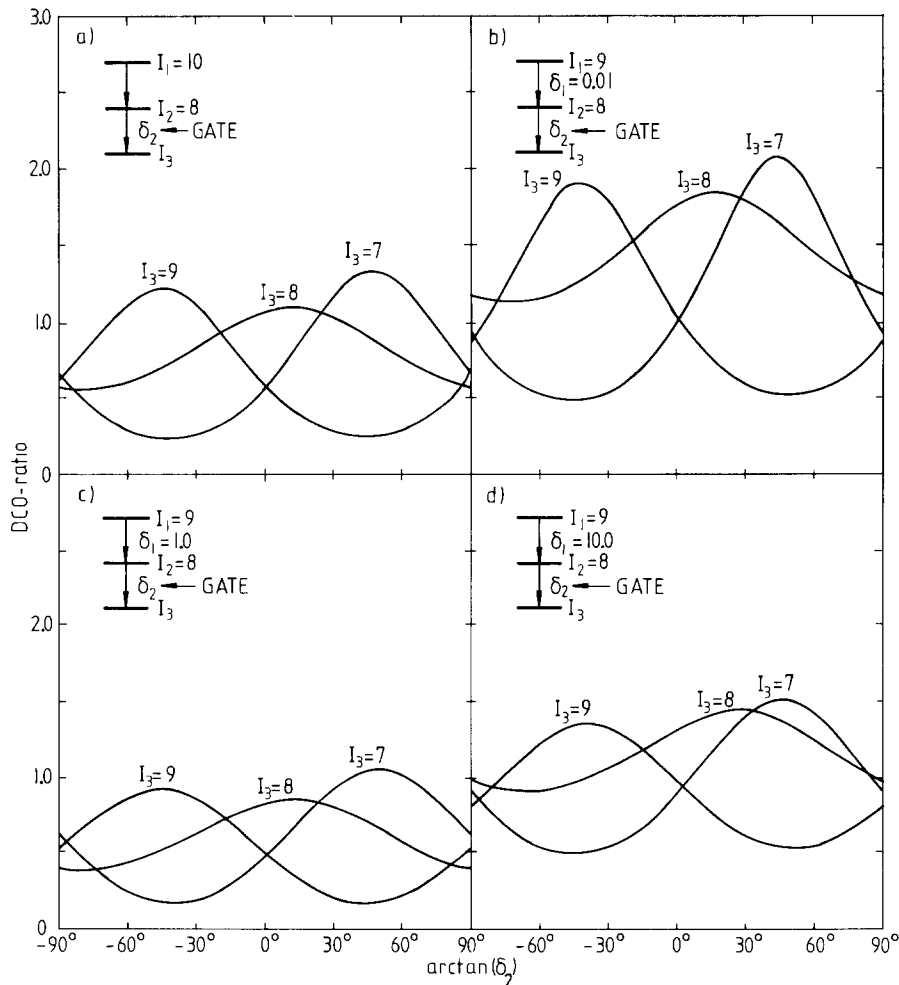 3.0
a)
I₁=10
I₂=8
δ₂ GATE
I₃
2.0
I₃=9
I₃=8
I₃=7
1.0
0
b)
I₁=9
δ₁=0.01
I₂=8
δ₂ GATE
I₃
I₃=9
I₃=8
I₃=7
DCO-ratio
c)
I₁=9
δ₁=1.0
I₂=8
δ₂ GATE
I₃
2.0
I₃=9
I₃=8
I₃=7
1.0
0
d)
I₁=9
δ₁=10.0
I₂=8
δ₂ GATE
I₃
I₃=9
I₃=8
I₃=7
-90° -60° -30° 0° 30° 60° 90° -60° -30° 0° 30° 60° 90°
arctan(δ₂)